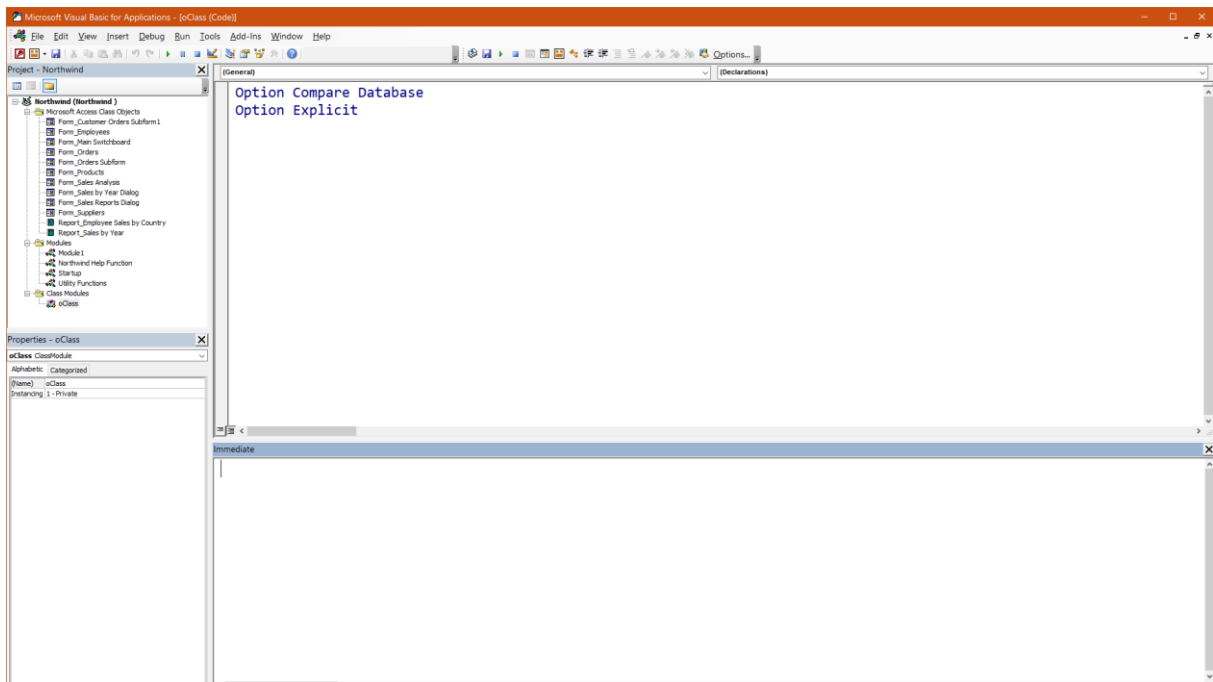 Microsoft Visual Basic for Applications - [oClass (Code)]
File Edit View Insert Debug Run Tools Add-Ins Window Help
Options...
Project - Northwind
Northwind (Northwind )
Microsoft Access Class Objects
Form_Customer Orders Subform1
Form_Employees
Form_Main Switchboard
Form_Orders
Form_Orders Subform
Form_Products
Form_Sales Analysis
Form_Sales by Year Dialog
Form_Sales Reports Dialog
Form_Suppliers
Report_Employee Sales by Country
Report_Sales by Year
Modules
Module1
Northwind Help Function
Startup
Utility Functions
Class Modules
oClass
Properties - oClass
oClass ClassModule
Alphabetic Categorized
(Name) oClass
Instancing 1 - Private
(General) (Declarations)
Option Compare Database
Option Explicit
Immediate